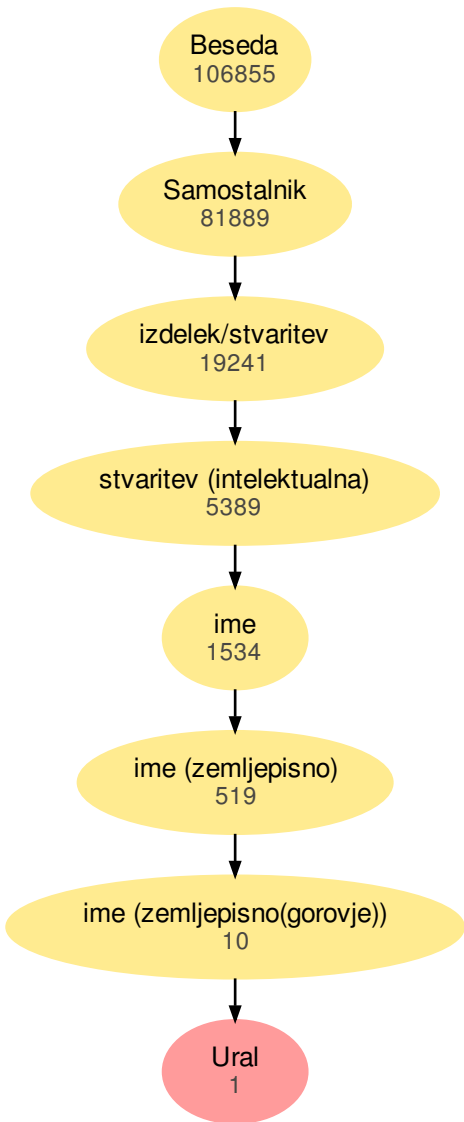 Beseda
106855
Samostalnik
81889
izdelek/stvaritev
19241
stvaritev (intelektualna)
5389
ime
1534
ime (zemljepisno)
519
ime (zemljepisno(gorovje))
10
Ural
1